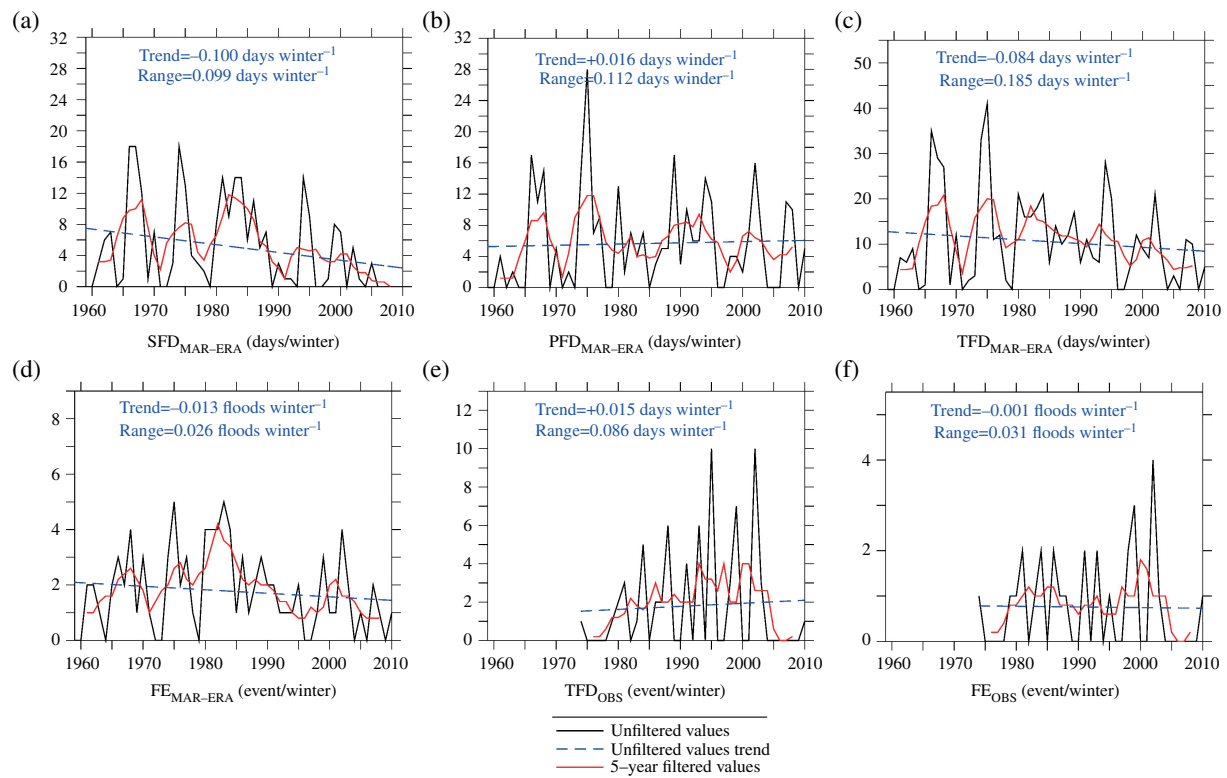 (a)
Trend=–0.100 days winter⁻¹
Range=0.099 days winter⁻¹
32
28
24
20
16
12
8
4
0
1960 1970 1980 1990 2000 2010
SFD_MAR–ERA (days/winter)
(b)
Trend=+0.016 days winder⁻¹
Range=0.112 days winder⁻¹
32
28
24
20
16
12
8
4
0
1960 1970 1980 1990 2000 2010
PFD_MAR–ERA (days/winter)
(c)
Trend=–0.084 days winter⁻¹
Range=0.185 days winter⁻¹
50
40
30
20
10
0
1960 1970 1980 1990 2000 2010
TFD_MAR–ERA (days/winter)
(d)
Trend=–0.013 floods winter⁻¹
Range=0.026 floods winter⁻¹
8
6
4
2
0
1960 1970 1980 1990 2000 2010
FE_MAR–ERA (event/winter)
(e)
Trend=+0.015 days winter⁻¹
Range=0.086 days winter⁻¹
12
10
8
6
4
2
0
1960 1970 1980 1990 2000 2010
TFD_OBS (event/winter)
(f)
Trend=–0.001 floods winter⁻¹
Range=0.031 floods winter⁻¹
4
2
0
1960 1970 1980 1990 2000 2010
FE_OBS (event/winter)
Unfiltered values
Unfiltered values trend
5–year filtered values